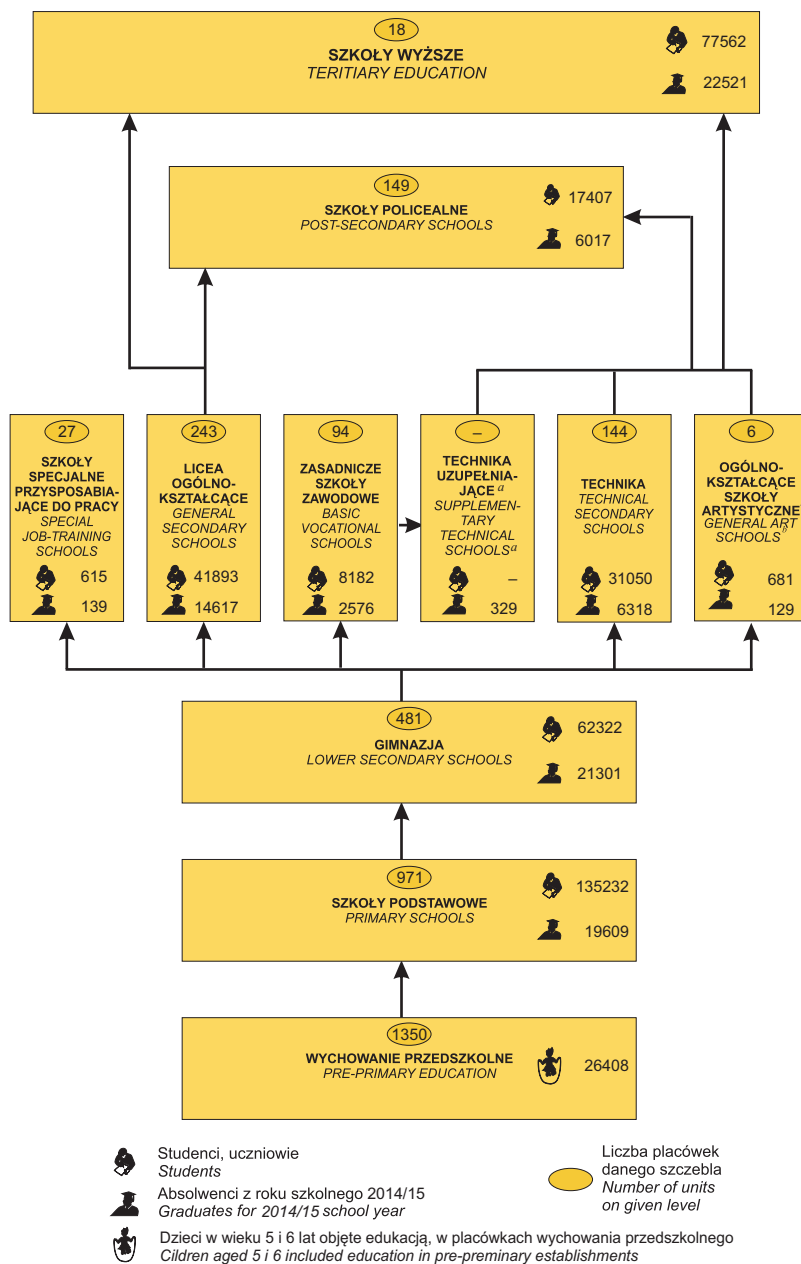 18
SZKOŁY WYŻSZE
TERITIARY EDUCATION
77562
22521
149
SZKOŁY POLICEALNE
POST-SECONDARY SCHOOLS
17407
6017
27
SZKOŁY
SPECJALNE
PRZYSPOSABIA-
JĄCE DO PRACY
SPECIAL
JOB-TRAINING
SCHOOLS
615
139
243
LICEA
OGÓLNO-
KSZTAŁCĄCE
GENERAL
SECONDARY
SCHOOLS
41893
14617
94
ZASADNICZE
SZKOŁY
ZAWODOWE
BASIC
VOCATIONAL
SCHOOLS
8182
2576
–
TECHNIKA
UZUPEŁNIA-
JĄCE a
SUPPLEMEN-
TARY
TECHNICAL
SCHOOLSa
–
329
144
TECHNIKA
TECHNICAL
SECONDARY
SCHOOLS
31050
6318
6
OGÓLNO-
KSZTAŁCĄCE
SZKOŁY
ARTYSTYCZNE
GENERAL ART
SCHOOLS
681
129
481
GIMNAZJA
LOWER SECONDARY SCHOOLS
62322
21301
971
SZKOŁY PODSTAWOWE
PRIMARY SCHOOLS
135232
19609
1350
WYCHOWANIE PRZEDSZKOLNE
PRE-PRIMARY EDUCATION
26408
Studenci, uczniowie
Students
Absolwenci z roku szkolnego 2014/15
Graduates for 2014/15 school year
Dzieci w wieku 5 i 6 lat objęte edukacją, w placówkach wychowania przedszkolnego
Cildren aged 5 i 6 included education in pre-preminary establishments
Liczba placówek
danego szczebla
Number of units
on given level